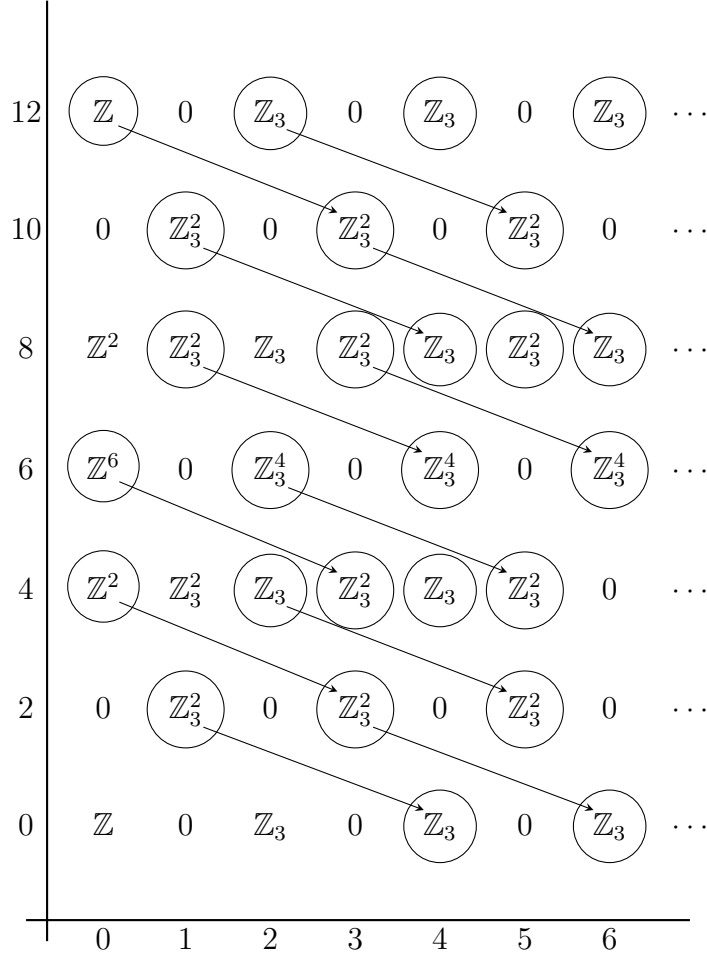 12 ℤ 0 ℤ₃ 0 ℤ₃ 0 ℤ₃ ⋯
10 0 ℤ₃² 0 ℤ₃² 0 ℤ₃² 0 ⋯
8 ℤ² ℤ₃² ℤ₃ ℤ₃² ℤ₃ ℤ₃² ℤ₃ ⋯
6 ℤ⁶ 0 ℤ₃⁴ 0 ℤ₃⁴ 0 ℤ₃⁴ ⋯
4 ℤ² ℤ₃² ℤ₃ ℤ₃² ℤ₃ ℤ₃² 0 ⋯
2 0 ℤ₃² 0 ℤ₃² 0 ℤ₃² 0 ⋯
0 ℤ 0 ℤ₃ 0 ℤ₃ 0 ℤ₃ ⋯
0 1 2 3 4 5 6